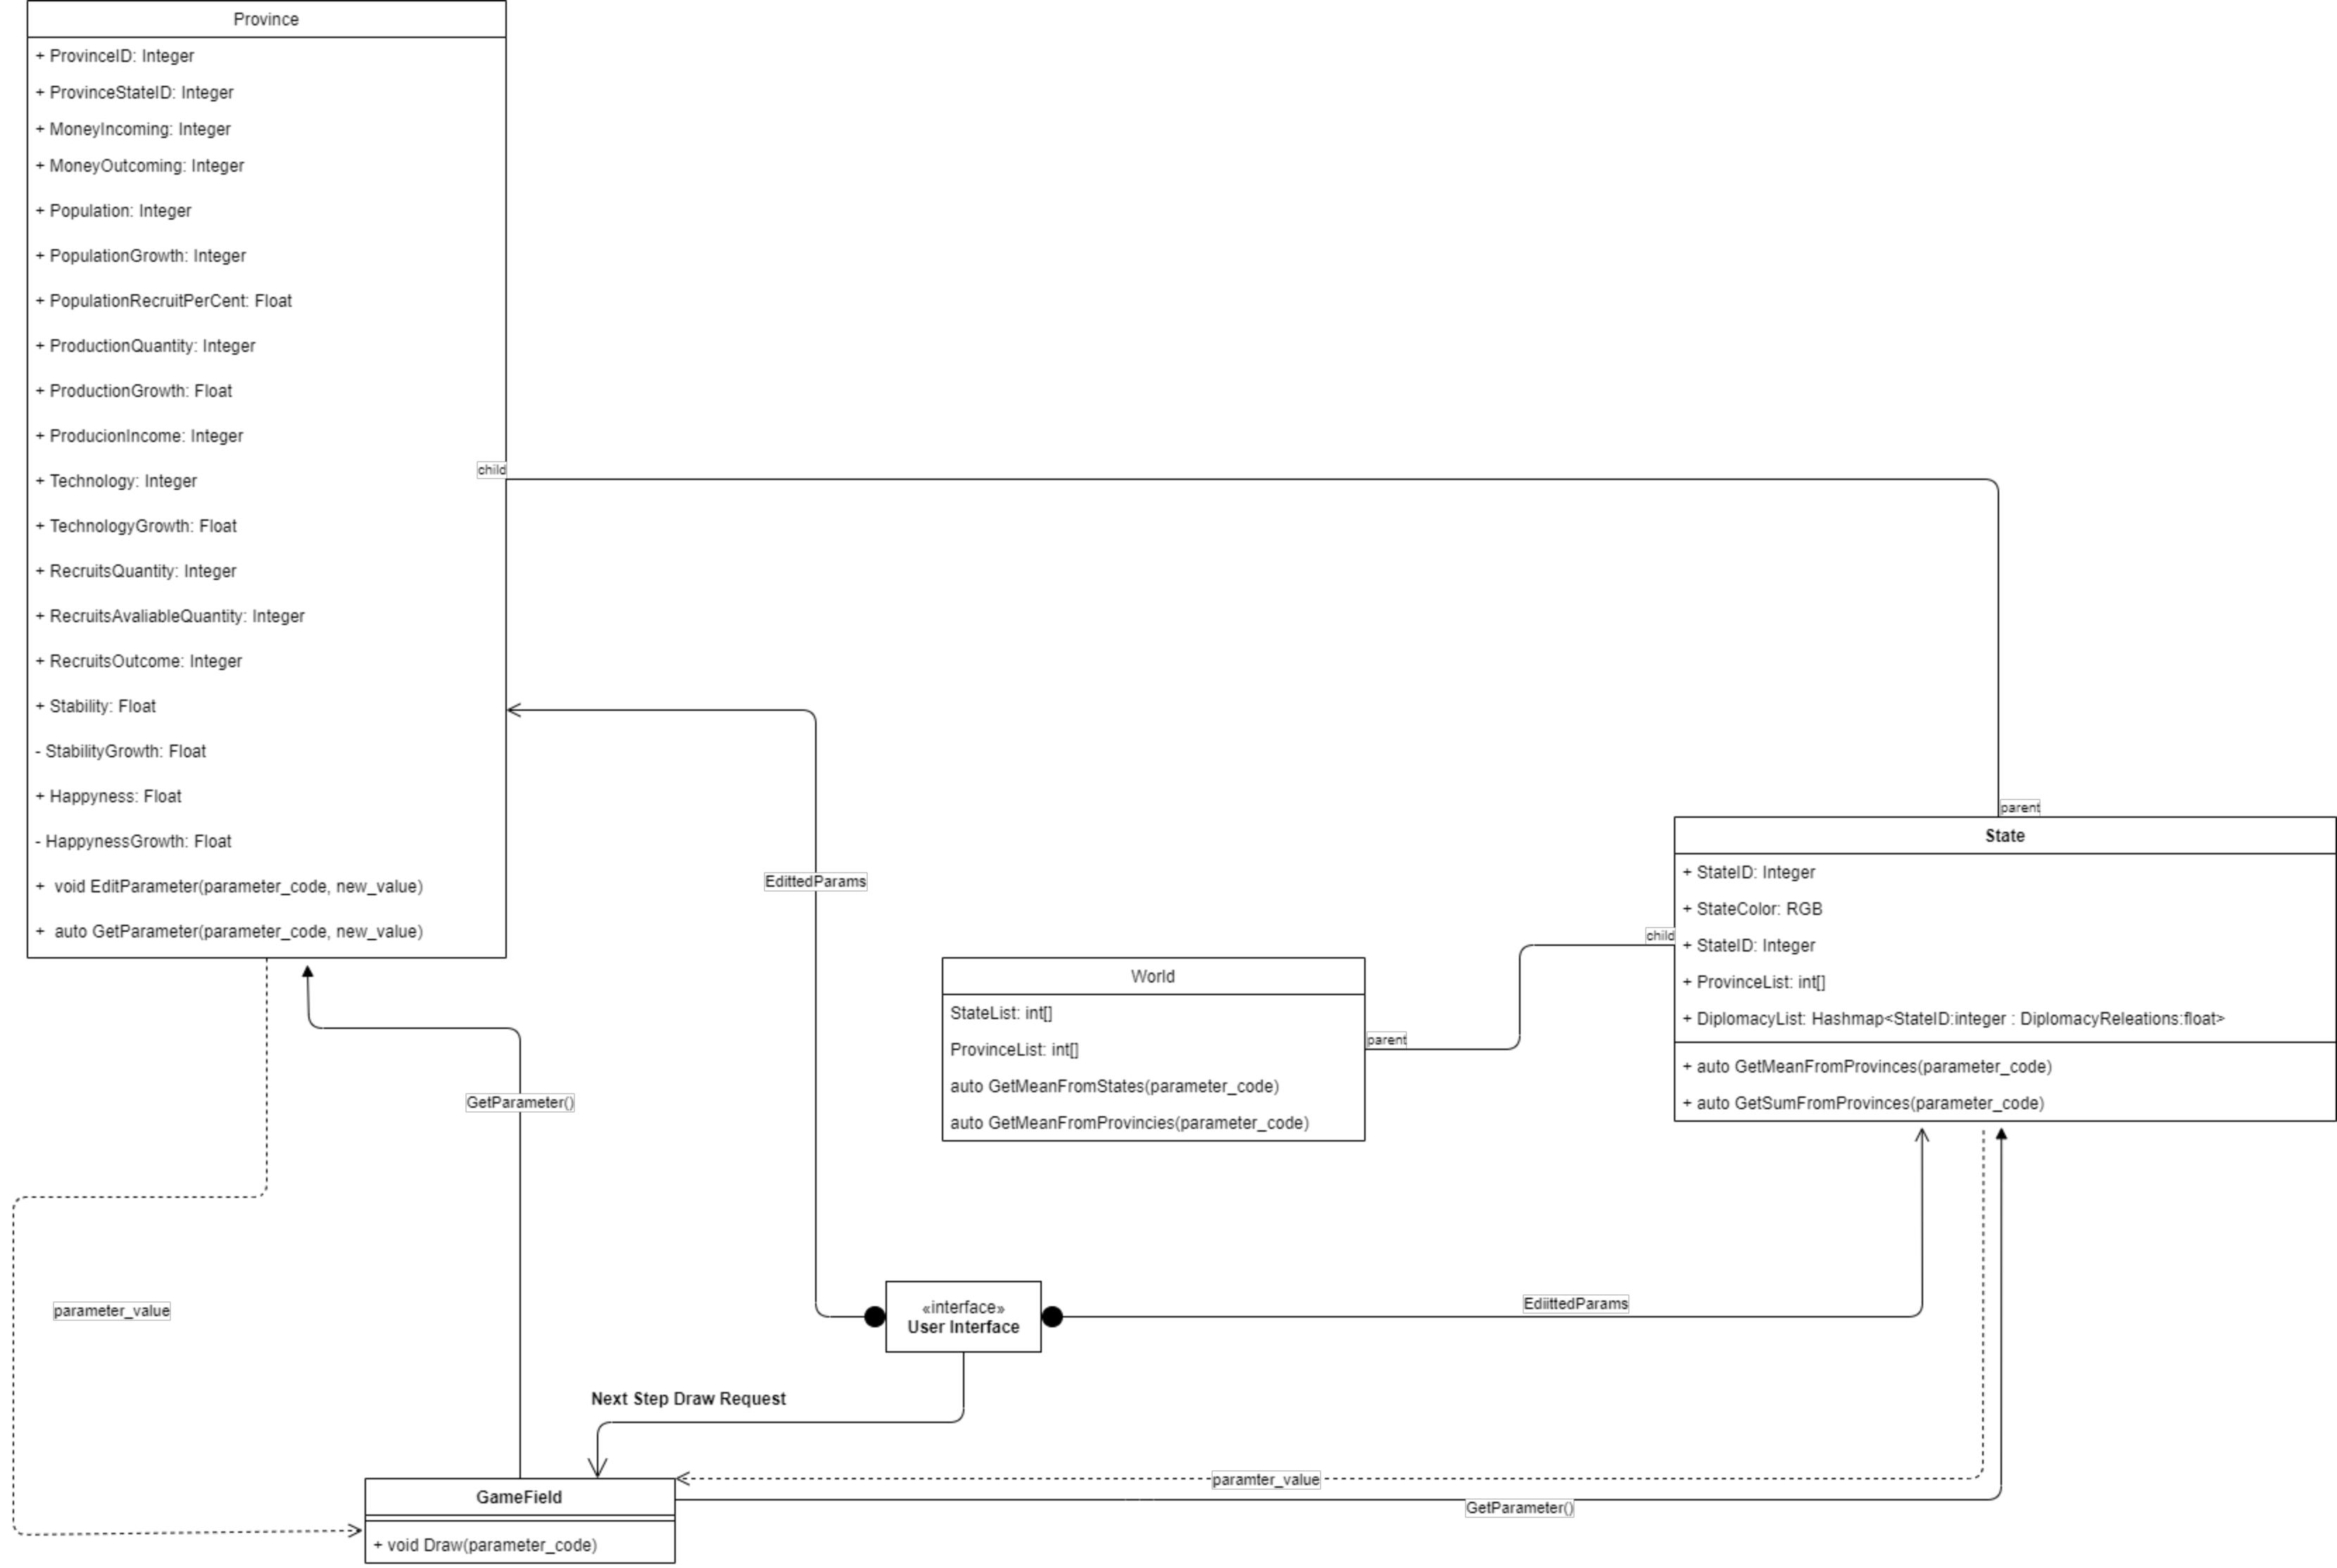 Province
+ ProvinceID: Integer
+ ProvinceStateID: Integer
+ MoneyIncoming: Integer
+ MoneyOutcoming: Integer
+ Population: Integer
+ PopulationGrowth: Integer
+ PopulationRecruitPerCent: Float
+ ProductionQuantity: Integer
+ ProductionGrowth: Float
+ ProducionIncome: Integer
+ Technology: Integer
+ TechnologyGrowth: Float
+ RecruitsQuantity: Integer
+ RecruitsAvaliableQuantity: Integer
+ RecruitsOutcome: Integer
+ Stability: Float
- StabilityGrowth: Float
+ Happyness: Float
- HappynessGrowth: Float
+ void EditParameter(parameter_code, new_value)
+ auto GetParameter(parameter_code, new_value)
child
parent
State
+ StateID: Integer
+ StateColor: RGB
+ StateID: Integer
+ ProvinceList: int[]
+ DiplomacyList: Hashmap<StateID:integer : DiplomacyReleations:float>
+ auto GetMeanFromProvinces(parameter_code)
+ auto GetSumFromProvinces(parameter_code)
child
parent
World
StateList: int[]
ProvinceList: int[]
auto GetMeanFromStates(parameter_code)
auto GetMeanFromProvincies(parameter_code)
EdittedParams
GetParameter()
parameter_value
«interface»
User Interface
EdiittedParams
Next Step Draw Request
paramter_value
GetParameter()
GameField
+ void Draw(parameter_code)